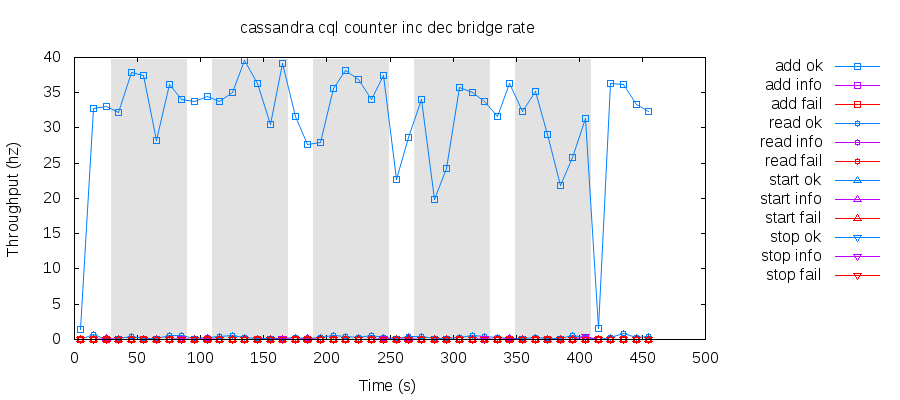 cassandra cql counter inc dec bridge rate
40
35
30
25
20
15
10
5
0
Throughput (hz)
0 50 100 150 200 250 300 350 400 450 500
Time (s)
add ok
add info
add fail
read ok
read info
read fail
start ok
start info
start fail
stop ok
stop info
stop fail